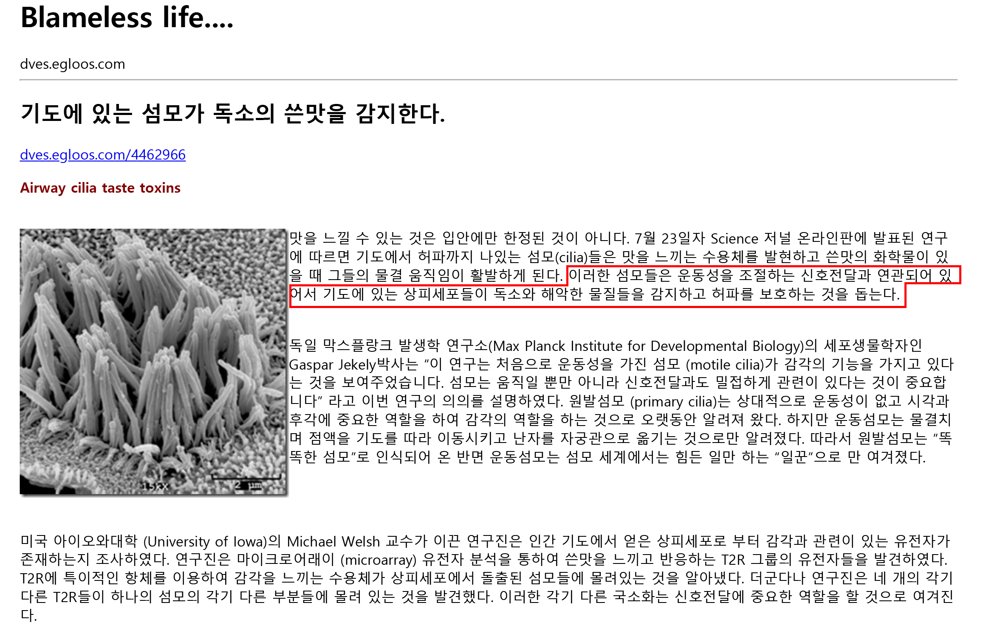 Blameless life....
dves.egloos.com
기도에 있는 섬모가 독소의 쓴맛을 감지한다.
dves.egloos.com/4462966
Airway cilia taste toxins
맛을 느낄 수 있는 것은 입안에만 한정된 것이 아니다. 7월 23일자 Science 저널 온라인판에 발표된 연구
에 따르면 기도에서 허파까지 나있는 섬모(cilia)들은 맛을 느끼는 수용체를 발현하고 쓴맛의 화학물이 있
을 때 그들의 물결 움직임이 활발하게 된다. 이러한 섬모들은 운동성을 조절하는 신호전달과 연관되어 있
어서 기도에 있는 상피세포들이 독소와 해악한 물질들을 감지하고 허파를 보호하는 것을 돕는다.
독일 막스플랑크 발생학 연구소(Max Planck Institute for Developmental Biology)의 세포생물학자인
Gaspar Jekely박사는 “이 연구는 처음으로 운동성을 가진 섬모 (motile cilia)가 감각의 기능을 가지고 있다
는 것을 보여주었습니다. 섬모는 움직일 뿐만 아니라 신호전달과도 밀접하게 관련이 있다는 것이 중요합
니다” 라고 이번 연구의 의의를 설명하였다. 원발섬모 (primary cilia)는 상대적으로 운동성이 없고 시각과
후각에 중요한 역할을 하여 감각의 역할을 하는 것으로 오랫동안 알려져 왔다. 하지만 운동섬모는 물결치
며 점액을 기도를 따라 이동시키고 난자를 자궁관으로 옮기는 것으로만 알려졌다. 따라서 원발섬모는 “똑
똑한 섬모”로 인식되어 온 반면 운동섬모는 섬모 세계에서는 힘든 일만 하는 “일꾼”으로 만 여겨졌다.
15KX 2 µm
미국 아이오와대학 (University of Iowa)의 Michael Welsh 교수가 이끈 연구진은 인간 기도에서 얻은 상피세포로 부터 감각과 관련이 있는 유전자가
존재하는지 조사하였다. 연구진은 마이크로어래이 (microarray) 유전자 분석을 통하여 쓴맛을 느끼고 반응하는 T2R 그룹의 유전자들을 발견하였다.
T2R에 특이적인 항체를 이용하여 감각을 느끼는 수용체가 상피세포에서 돌출된 섬모들에 몰려있는 것을 알아냈다. 더군다나 연구진은 네 개의 각기
다른 T2R들이 하나의 섬모의 각기 다른 부분들에 몰려 있는 것을 발견했다. 이러한 각기 다른 국소화는 신호전달에 중요한 역할을 할 것으로 여겨진
다.